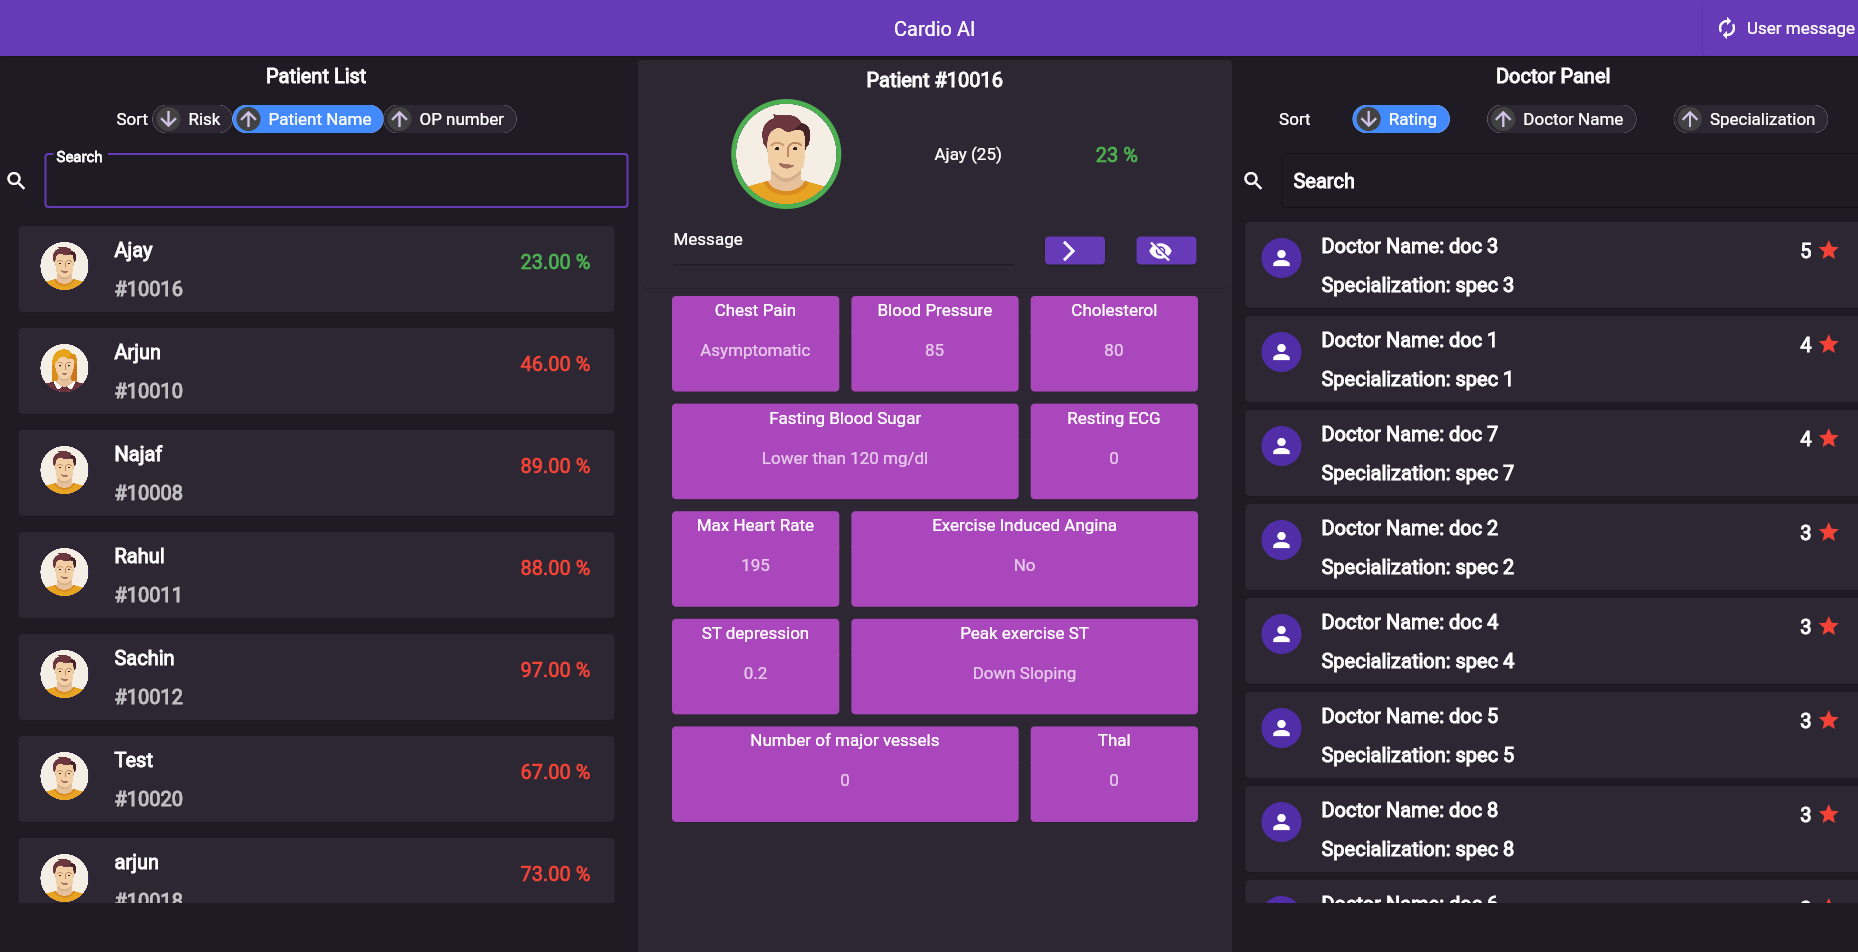 Cardio AI
User message
Patient List
Sort Risk Patient Name OP number
Search
Ajay
#10016
23.00 %
Arjun
#10010
46.00 %
Najaf
#10008
89.00 %
Rahul
#10011
88.00 %
Sachin
#10012
97.00 %
Test
#10020
67.00 %
arjun
#10018
73.00 %
Patient #10016
Ajay (25)
23 %
Message
Chest Pain
Asymptomatic
Blood Pressure
85
Cholesterol
80
Fasting Blood Sugar
Lower than 120 mg/dl
Resting ECG
0
Max Heart Rate
195
Exercise Induced Angina
No
ST depression
0.2
Peak exercise ST
Down Sloping
Number of major vessels
0
Thal
0
Doctor Panel
Sort Rating Doctor Name Specialization
Search
Doctor Name: doc 3
Specialization: spec 3
5
Doctor Name: doc 1
Specialization: spec 1
4
Doctor Name: doc 7
Specialization: spec 7
4
Doctor Name: doc 2
Specialization: spec 2
3
Doctor Name: doc 4
Specialization: spec 4
3
Doctor Name: doc 5
Specialization: spec 5
3
Doctor Name: doc 8
Specialization: spec 8
3
Doctor Name: doc 6